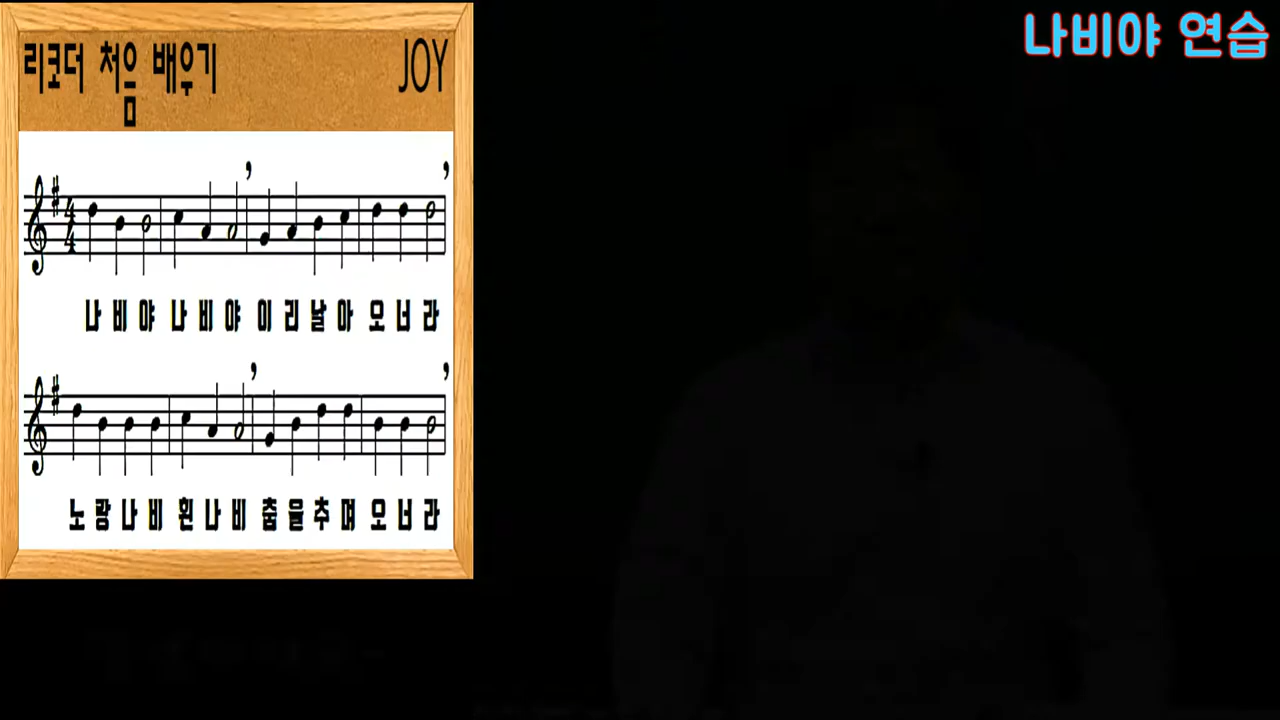 리코더 처음 배우기 JOY
나비야 연습
4
4
나 비 야 나 비 야 이 리 날 아 오 너 라
노 랑 나 비 흰 나 비 춤 을 추 며 오 너 라